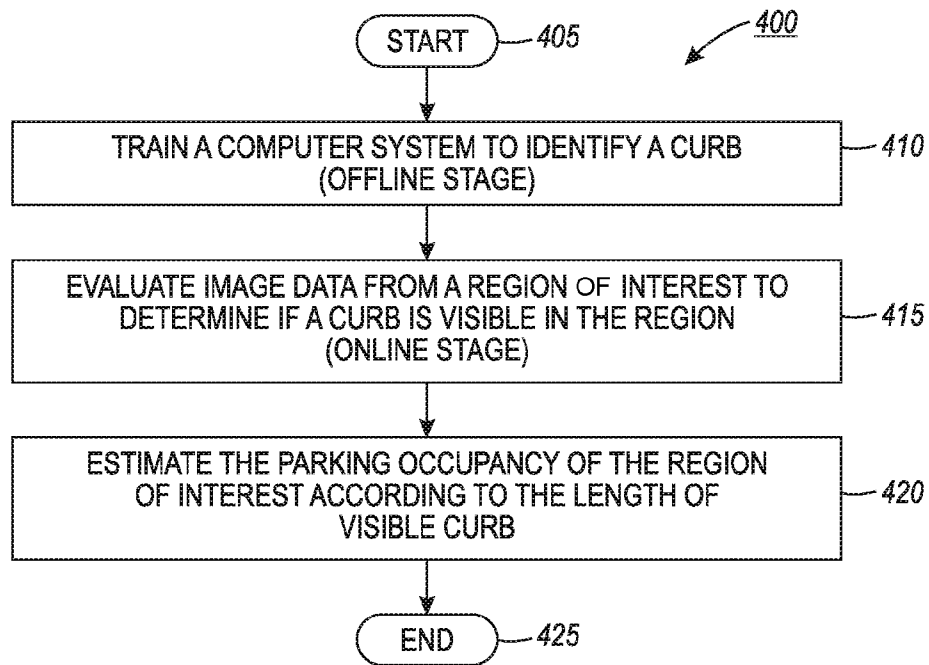 START
405
400
TRAIN A COMPUTER SYSTEM TO IDENTIFY A CURB
(OFFLINE STAGE)
410
EVALUATE IMAGE DATA FROM A REGION OF INTEREST TO
DETERMINE IF A CURB IS VISIBLE IN THE REGION
(ONLINE STAGE)
415
ESTIMATE THE PARKING OCCUPANCY OF THE REGION
OF INTEREST ACCORDING TO THE LENGTH OF
VISIBLE CURB
420
END
425